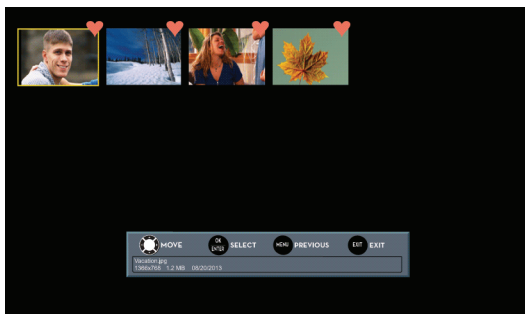 MOVE
OK
ENTER
SELECT
MENU
PREVIOUS
EXIT
EXIT
Vacation.jpg
1366x768 1.2 MB 08/20/2013